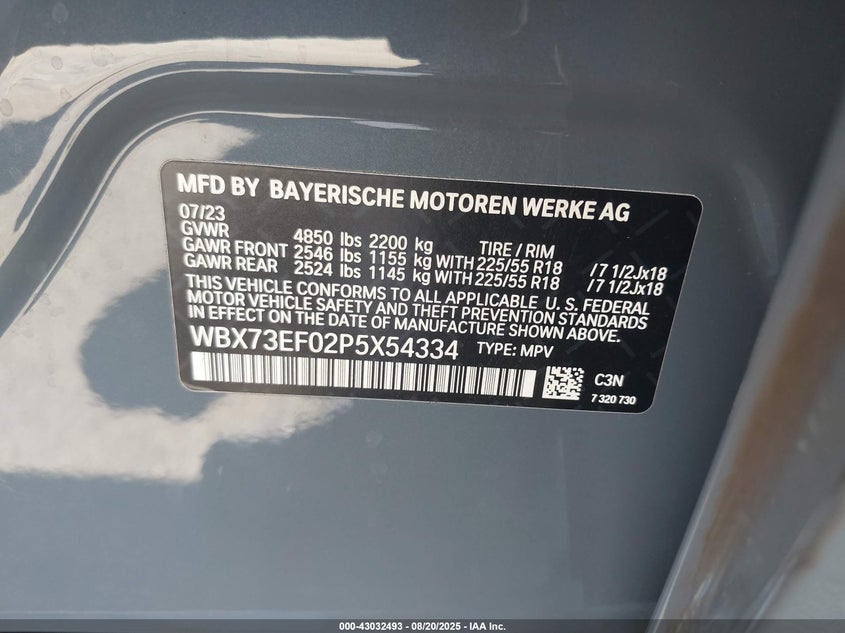 MFD BY BAYERISCHE MOTOREN WERKE AG
07/23
GVWR 4850 lbs 2200 kg TIRE / RIM
GAWR FRONT 2546 lbs 1155 kg WITH 225/55 R18 / 7 1/2Jx18
GAWR REAR 2524 lbs 1145 kg WITH 225/55 R18 / 7 1/2Jx18
THIS VEHICLE CONFORMS TO ALL APPLICABLE U. S. FEDERAL
MOTOR VEHICLE SAFETY AND THEFT PREVENTION STANDARDS
IN EFFECT ON THE DATE OF MANUFACTURE SHOWN ABOVE.
WBX73EF02P5X54334 TYPE: MPV
C3N
7 320 730
000-43032493 - 08/20/2025 - IAA Inc.